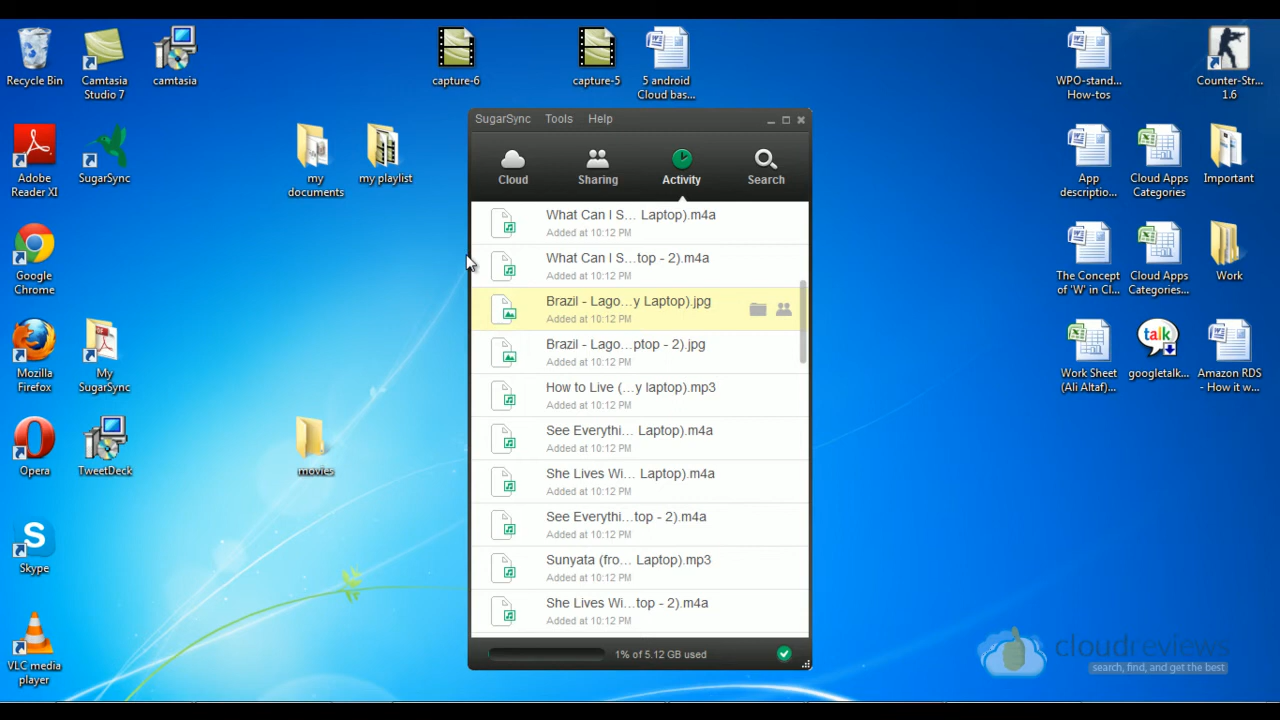 Recycle Bin
Camtasia
Studio 7
camtasia
capture-6
capture-5
5 android
Cloud bas...
WPO-stand...
How-tos
Counter-Str...
1.6
Adobe
Reader XI
SugarSync
my
documents
my playlist
App
descriptio...
Cloud Apps
Categories
Important
Google
Chrome
The Concept
of 'W' in Cl...
Cloud Apps
Categories...
Work
Mozilla
Firefox
My
SugarSync
Work Sheet
(Ali Altaf)...
talk
googletalk...
Amazon RDS
- How it w...
Opera
TweetDeck
movies
Skype
VLC media
player
SugarSync Tools Help
Cloud Sharing Activity Search
What Can I S... Laptop).m4a
Added at 10:12 PM
What Can I S...top - 2).m4a
Added at 10:12 PM
Brazil - Lago...y Laptop).jpg
Added at 10:12 PM
Brazil - Lago...ptop - 2).jpg
Added at 10:12 PM
How to Live (...y laptop).mp3
Added at 10:12 PM
See Everythi... Laptop).m4a
Added at 10:12 PM
She Lives Wi... Laptop).m4a
Added at 10:12 PM
See Everythi...top - 2).m4a
Added at 10:12 PM
Sunyata (fro... Laptop).mp3
Added at 10:12 PM
She Lives Wi...top - 2).m4a
Added at 10:12 PM
1% of 5.12 GB used
cloudreviews
search, find, and get the best